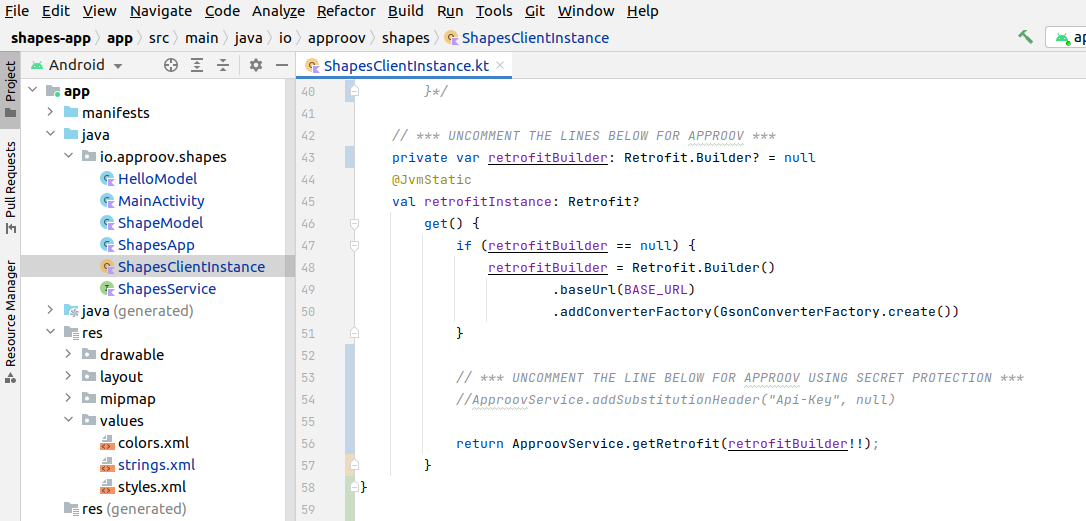 File Edit View Navigate Code Analyze Refactor Build Run Tools Git Window Help
shapes-app app src main java io approov shapes ShapesClientInstance
Android
ShapesClientInstance.kt
Project
Pull Requests
Resource Manager
app
manifests
java
io.approov.shapes
HelloModel
MainActivity
ShapeModel
ShapesApp
ShapesClientInstance
ShapesService
java (generated)
res
drawable
layout
mipmap
values
colors.xml
strings.xml
styles.xml
res (generated)
40 }*/
41
42 // *** UNCOMMENT THE LINES BELOW FOR APPROOV ***
43 private var retrofitBuilder: Retrofit.Builder? = null
44 @JvmStatic
45 val retrofitInstance: Retrofit?
46 get() {
47 if (retrofitBuilder == null) {
48 retrofitBuilder = Retrofit.Builder()
49 .baseUrl(BASE_URL)
50 .addConverterFactory(GsonConverterFactory.create())
51 }
52
53 // *** UNCOMMENT THE LINE BELOW FOR APPROOV USING SECRET PROTECTION ***
54 //ApproovService.addSubstitutionHeader("Api-Key", null)
55
56 return ApproovService.getRetrofit(retrofitBuilder!!);
57 }
58 }
59